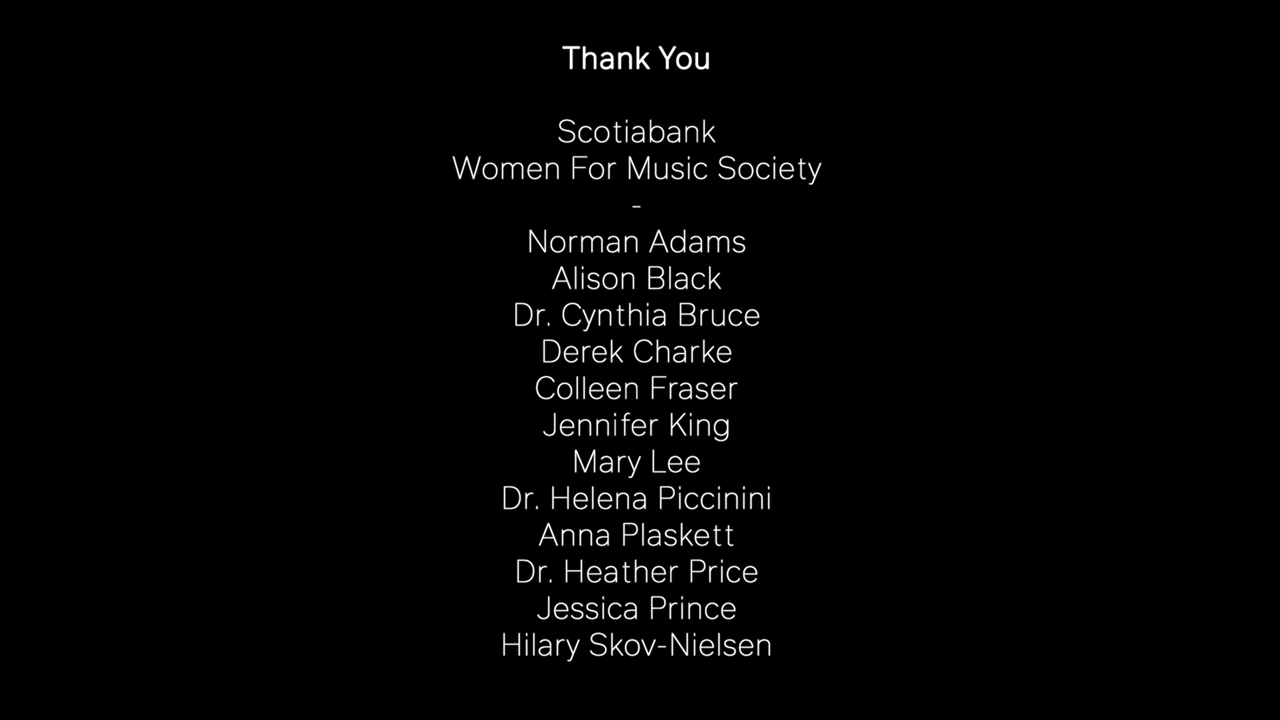 Thank You
Scotiabank
Women For Music Society
-
Norman Adams
Alison Black
Dr. Cynthia Bruce
Derek Charke
Colleen Fraser
Jennifer King
Mary Lee
Dr. Helena Piccinini
Anna Plaskett
Dr. Heather Price
Jessica Prince
Hilary Skov-Nielsen